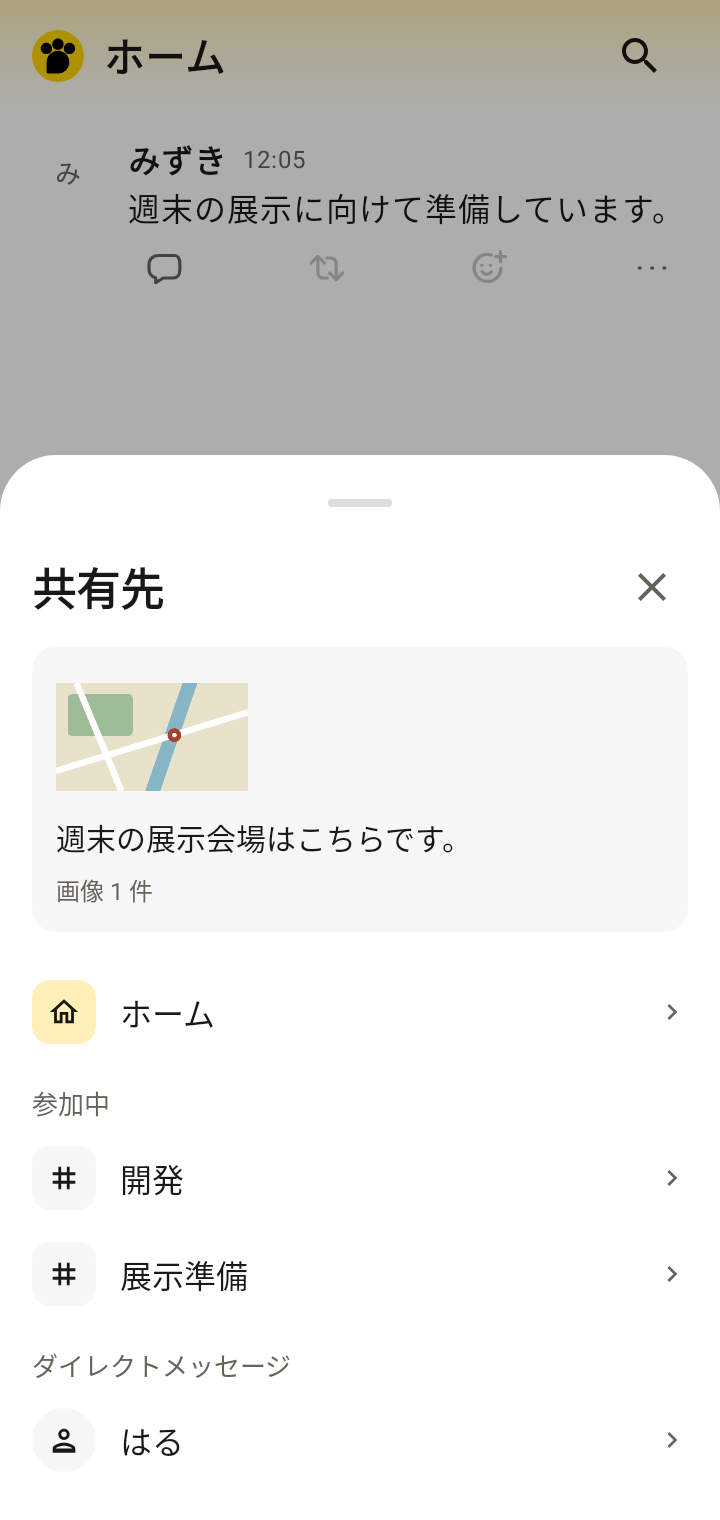 ホーム
み
みずき 12:05
週末の展示に向けて準備しています。
共有先
週末の展示会場はこちらです。
画像 1 件
ホーム
参加中
開発
展示準備
ダイレクトメッセージ
はる